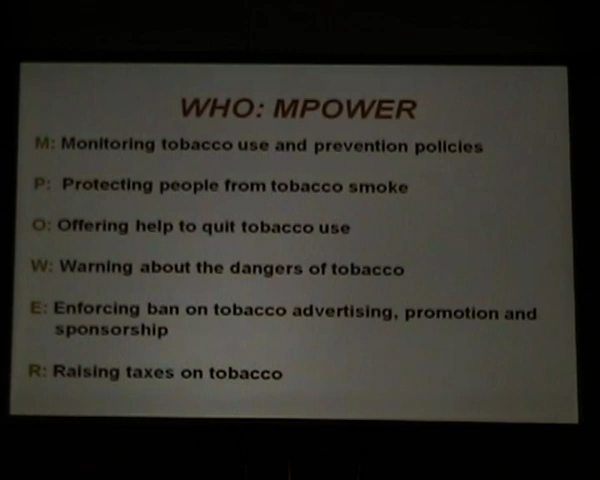 WHO: MPOWER
M: Monitoring tobacco use and prevention policies
P: Protecting people from tobacco smoke
O: Offering help to quit tobacco use
W: Warning about the dangers of tobacco
E: Enforcing ban on tobacco advertising, promotion and
sponsorship
R: Raising taxes on tobacco